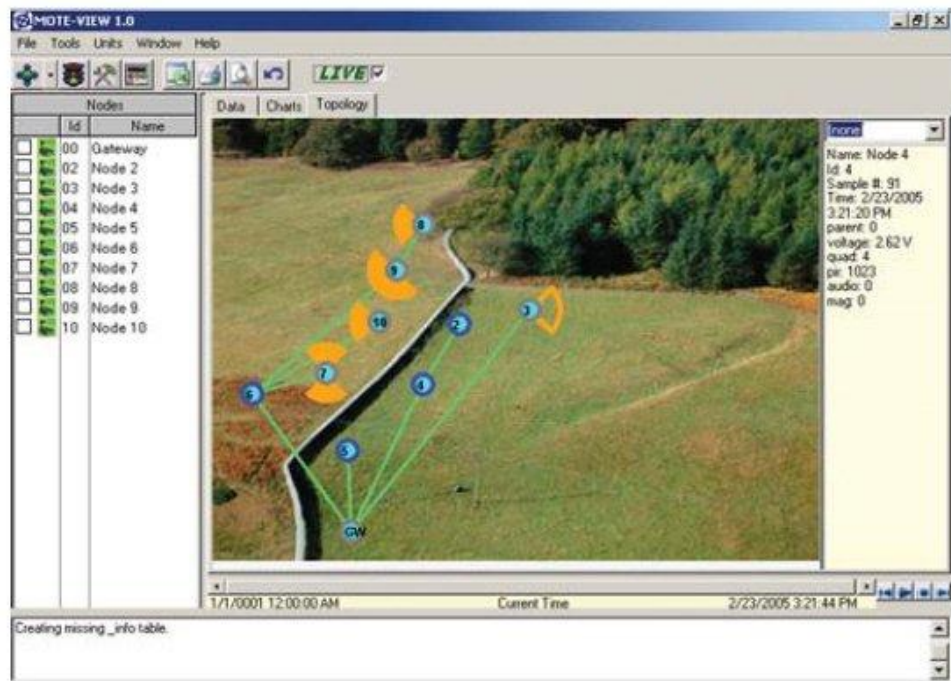 MOTE-VIEW 1.0
File Tools Units Window Help
LIVE
Nodes
Id Name
00 Gateway
02 Node 2
03 Node 3
04 Node 4
05 Node 5
06 Node 6
07 Node 7
08 Node 8
09 Node 9
10 Node 10
Data Charts Topology
8
9
10
2
3
7
6
4
5
GW
none
Name: Node 4
Id: 4
Sample #: 91
Time: 2/23/2005
3:21:20 PM
parent: 0
voltage: 2.62 V
quad: 4
pir: 1023
audio: 0
mag: 0
1/1/0001 12:00:00 AM Current Time 2/23/2005 3:21:44 PM
Creating missing _info table.